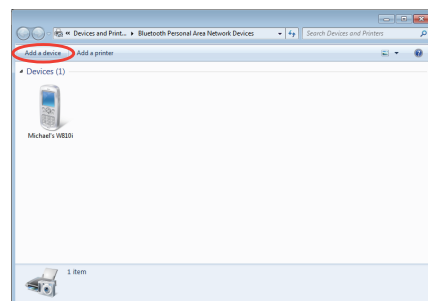 « Devices and Print... ▸ Bluetooth Personal Area Network Devices
Search Devices and Printers
Add a device
Add a printer
Devices (1)
Michael's W810i
1 item